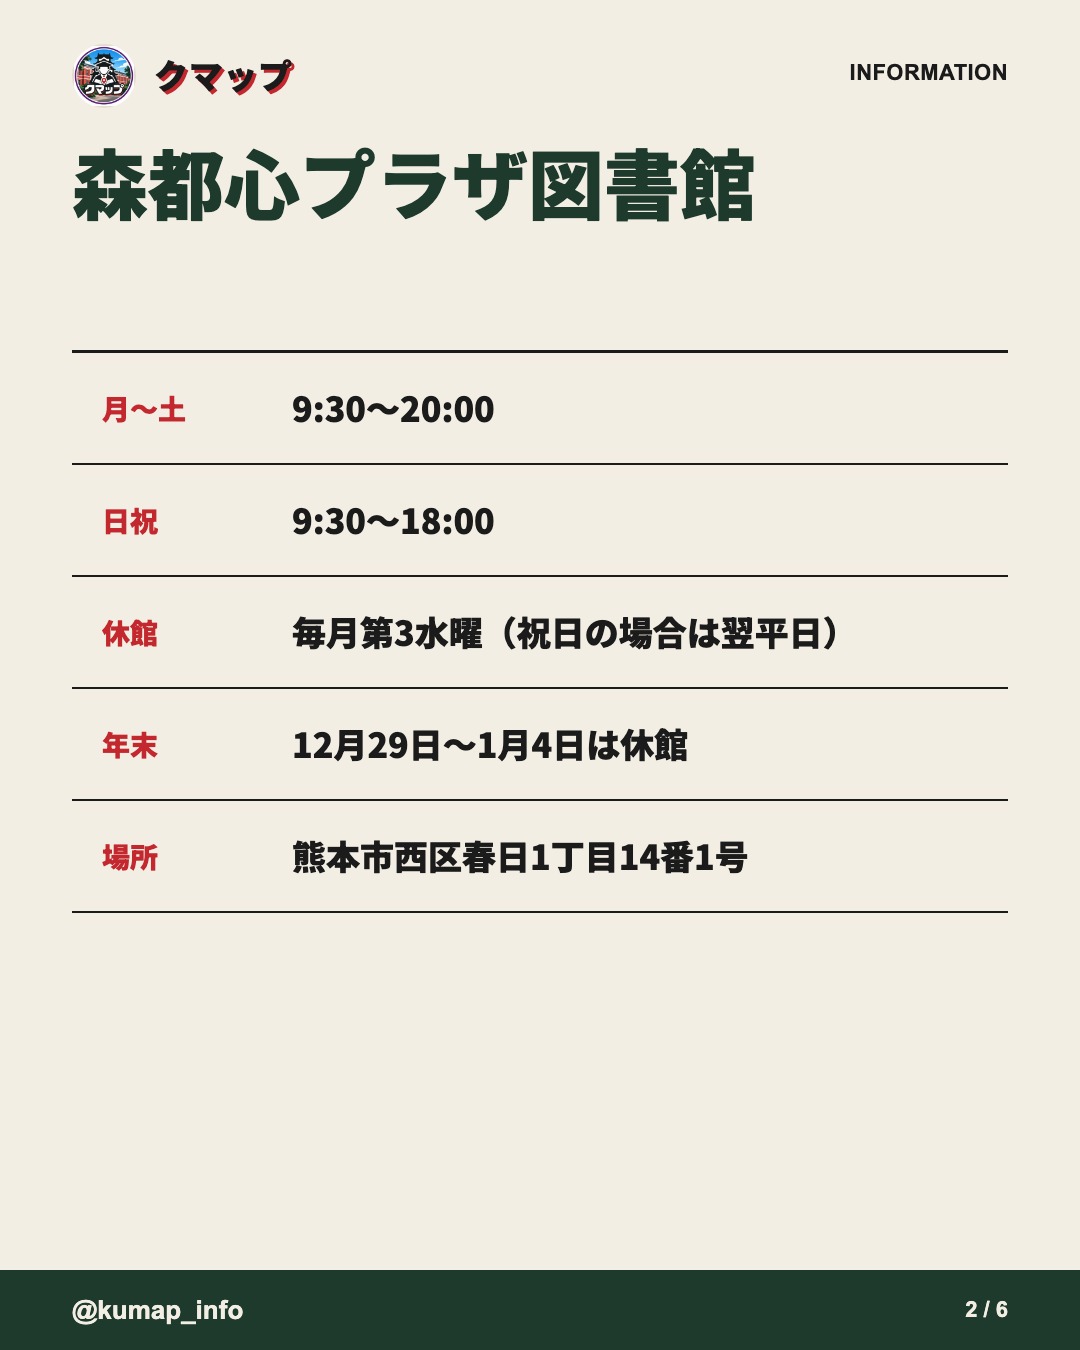 クマップ
クマップ
INFORMATION
森都心プラザ図書館
月〜土 9:30〜20:00
日祝 9:30〜18:00
休館 毎月第3水曜（祝日の場合は翌平日）
年末 12月29日〜1月4日は休館
場所 熊本市西区春日1丁目14番1号
@kumap_info
2 / 6